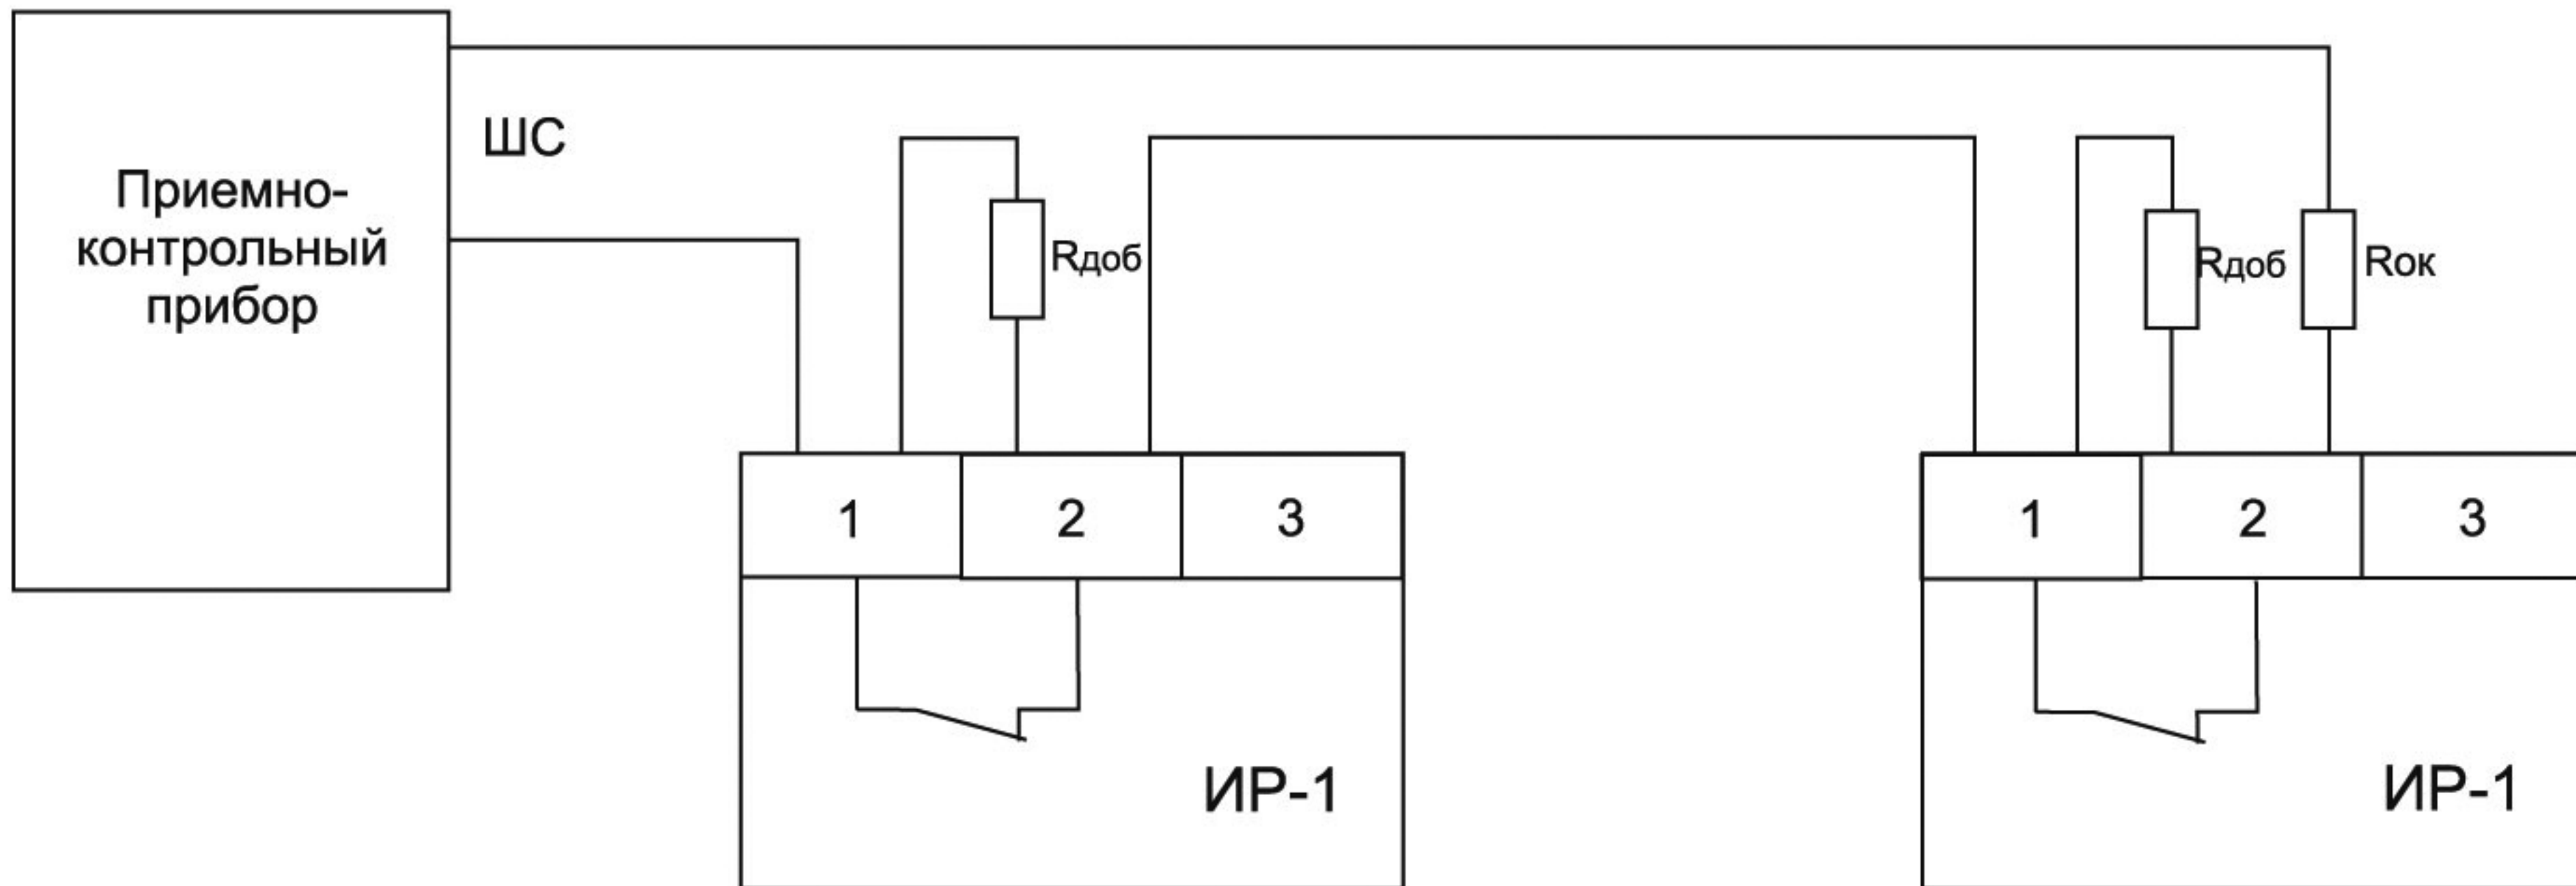 ШС
Приемно-
контрольный
прибор
Rдоб
Rдоб
Rок
1
2
3
1
2
3
ИР-1
ИР-1